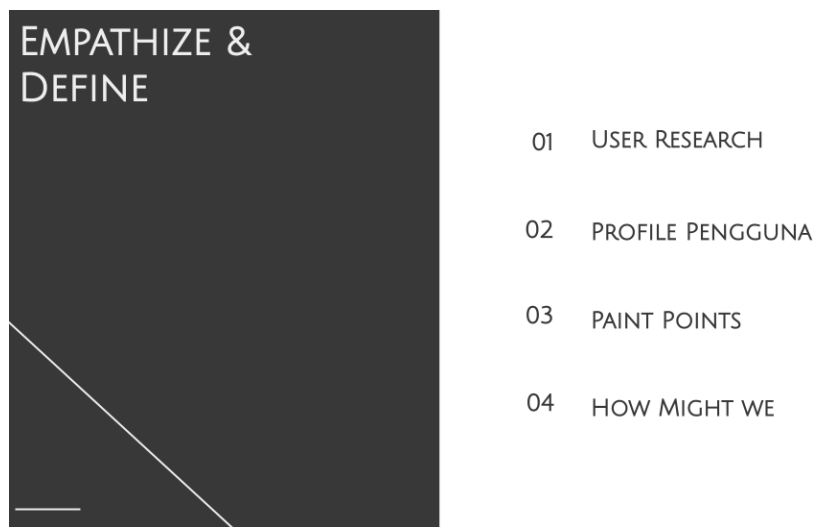 Empathize &
Define
01 User Research
02 Profile Pengguna
03 Paint Points
04 How Might we